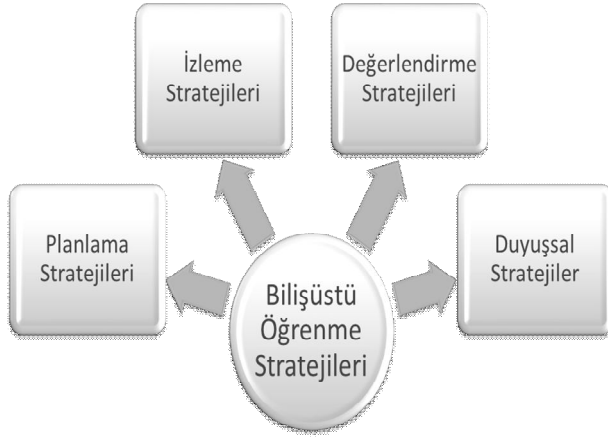 İzleme
Stratejileri
Değerlendirme
Stratejileri
Planlama
Stratejileri
Duyuşsal
Stratejiler
Bilişüstü
Öğrenme
Stratejileri